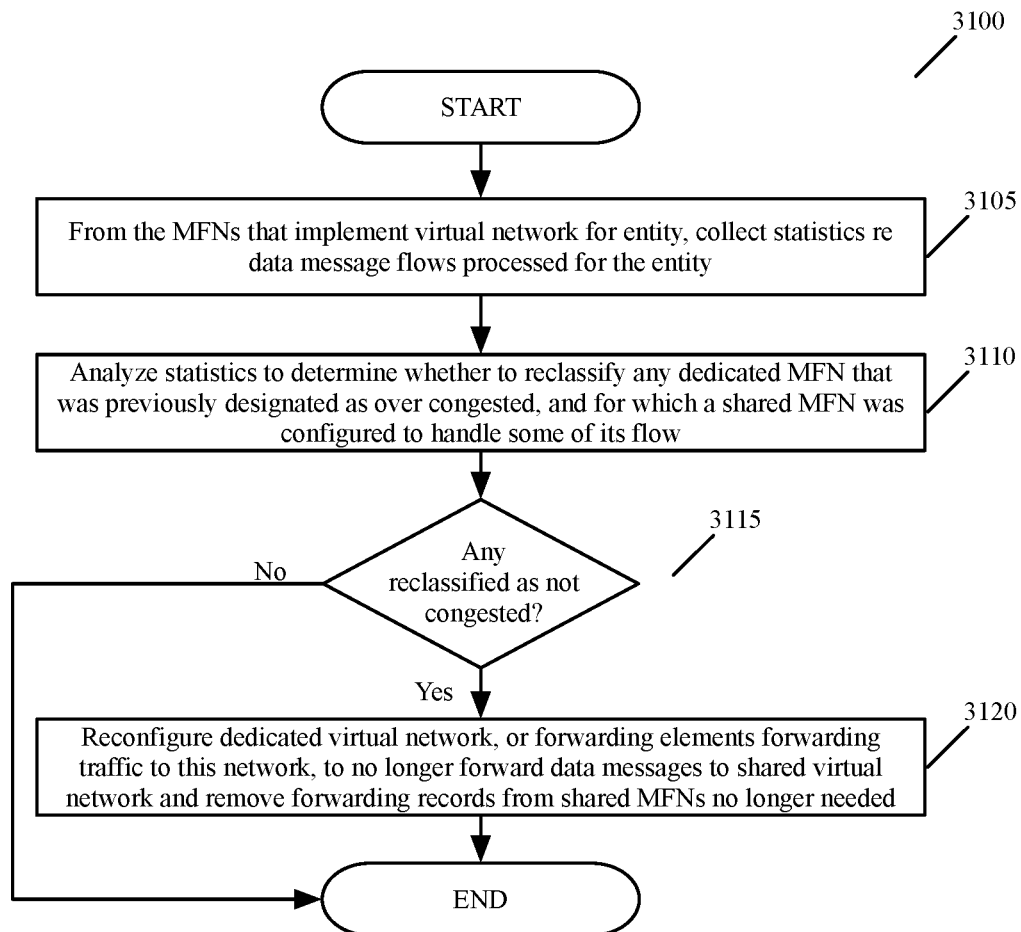 3100
START
3105
From the MFNs that implement virtual network for entity, collect statistics re
data message flows processed for the entity
3110
Analyze statistics to determine whether to reclassify any dedicated MFN that
was previously designated as over congested, and for which a shared MFN was
configured to handle some of its flow
3115
Any
reclassified as not
congested?
No
Yes
3120
Reconfigure dedicated virtual network, or forwarding elements forwarding
traffic to this network, to no longer forward data messages to shared virtual
network and remove forwarding records from shared MFNs no longer needed
END